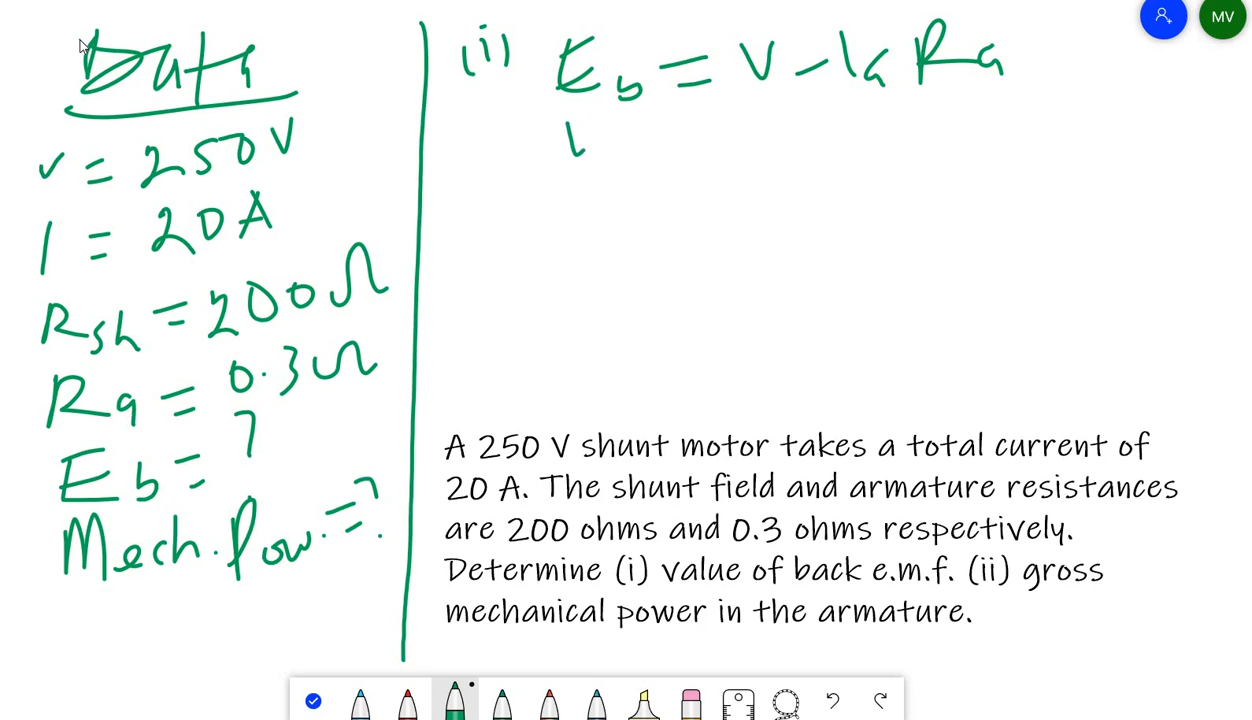 Data
V = 250V
I = 20A
Rsh = 200Ω
Ra = 0.3Ω
Eb = ?
Mech. Pow. = ?
(i) Eb = V - Ia Ra
A 250 V shunt motor takes a total current of
20 A. The shunt field and armature resistances
are 200 ohms and 0.3 ohms respectively.
Determine (i) value of back e.m.f. (ii) gross
mechanical power in the armature.
MV